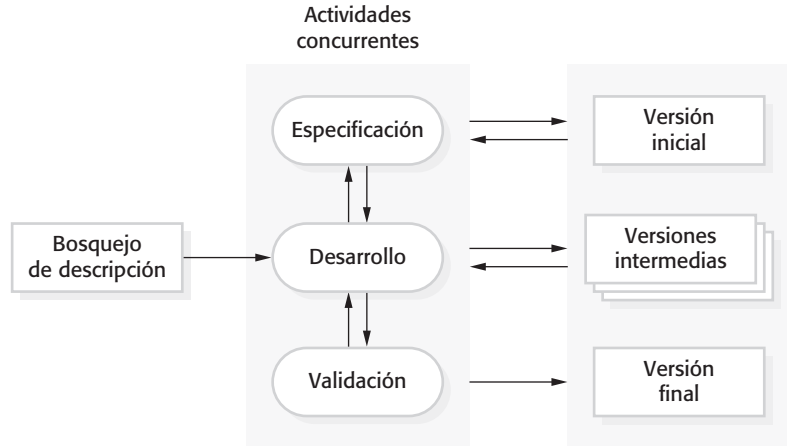 Actividades
concurrentes
Especificación
Versión
inicial
Bosquejo
de descripción
Desarrollo
Versiones
intermedias
Validación
Versión
final